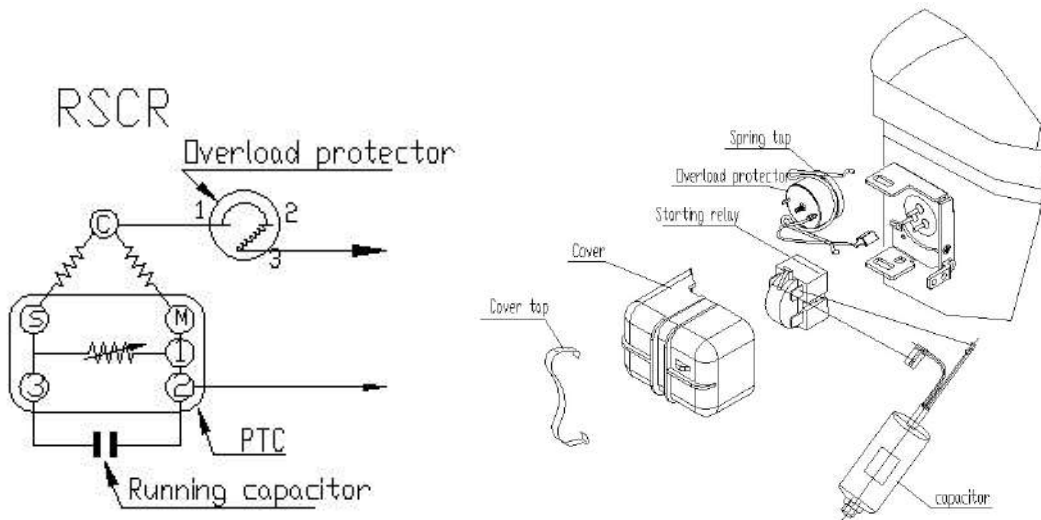 RSCR
Overload protector
1
2
3
C
S
M
1
3
2
PTC
Running capacitor
Spring tap
Overload protector
Starting relay
Cover
Cover tap
capacitor